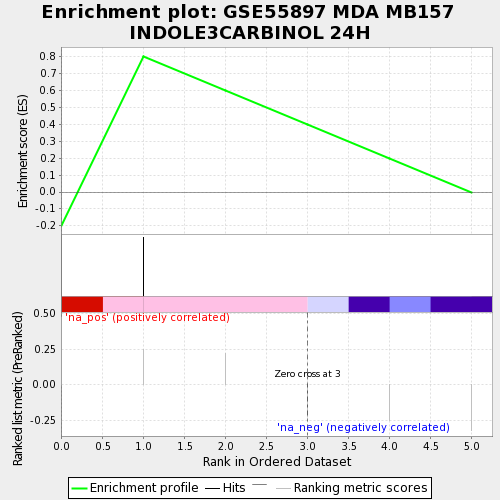 Enrichment plot: GSE55897 MDA MB157
INDOLE3CARBINOL 24H
Enrichment score (ES)
0.8
0.7
0.6
0.5
0.4
0.3
0.2
0.1
0.0
-0.1
-0.2
Ranked list metric (PreRanked)
0.50
0.25
0.00
-0.25
'na_pos' (positively correlated)
Zero cross at 3
'na_neg' (negatively correlated)
0.0 0.5 1.0 1.5 2.0 2.5 3.0 3.5 4.0 4.5 5.0
Rank in Ordered Dataset
Enrichment profile Hits Ranking metric scores